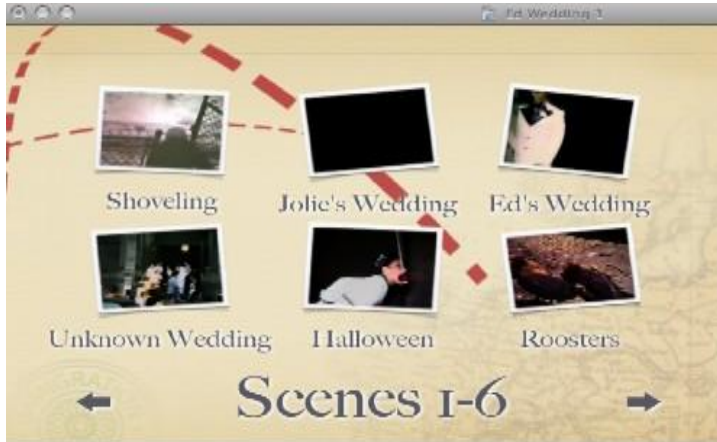 Ed Wedding 1
Shoveling Jolie's Wedding Ed's Wedding
Unknown Wedding Halloween Roosters
Scenes 1-6